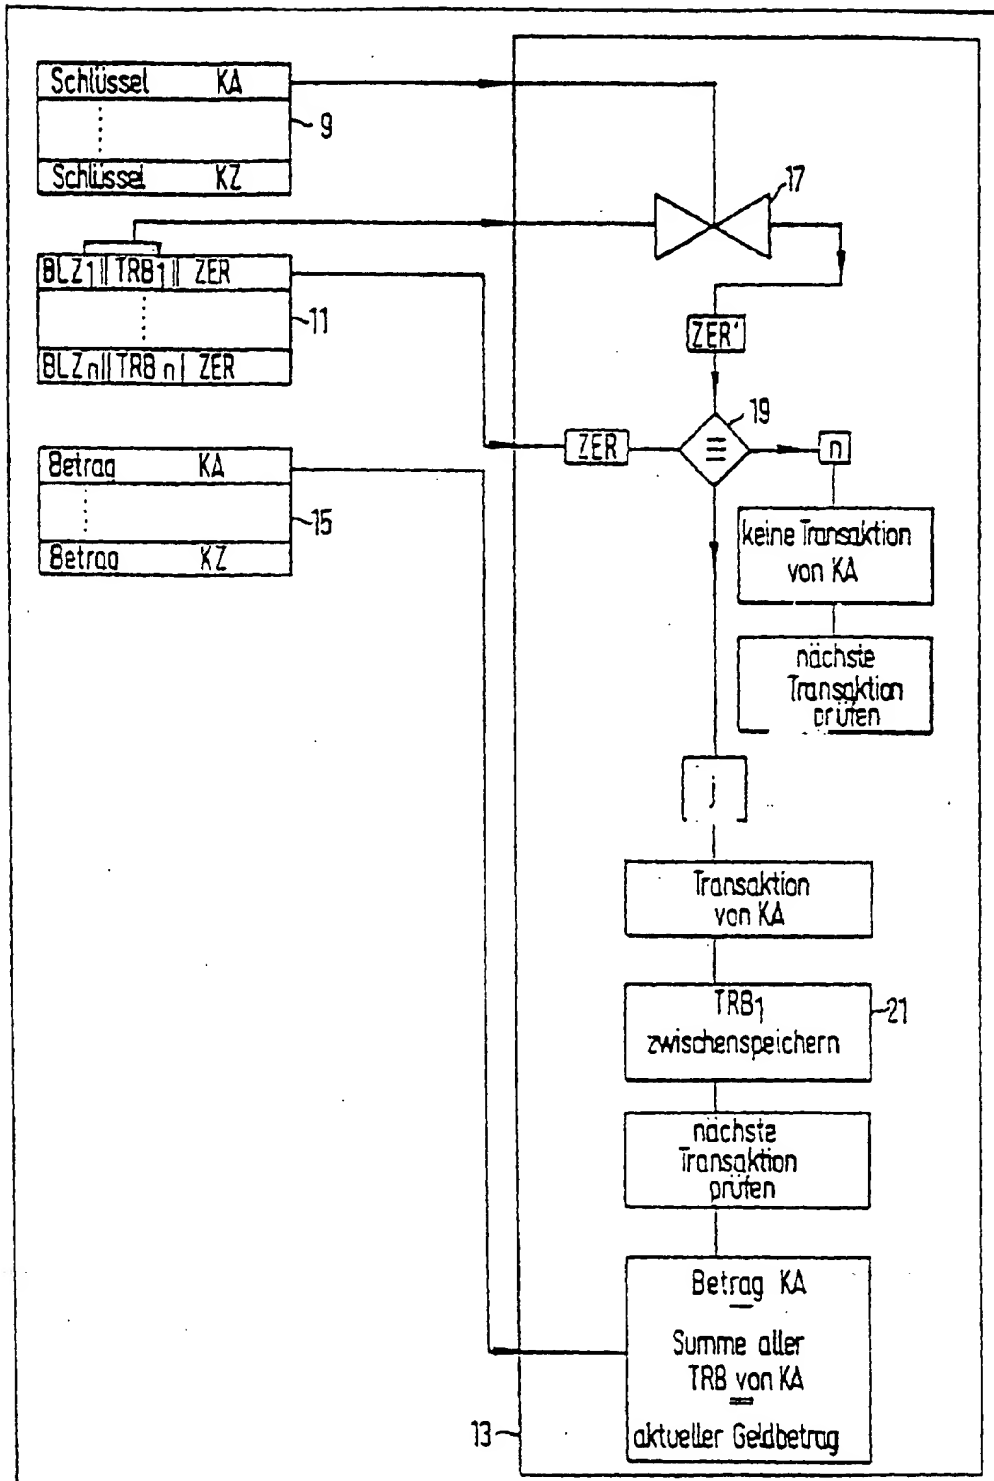 Schlüssel KA
9
Schlüssel KZ
17
BLZ1||TRB1|| ZER
11
BLZn||TRBn| ZER
ZER'
19
ZER
≡
n
Betrag KA
15
Betrag KZ
keine Transaktion
von KA
nächste
Transaktion
prüfen
j
Transaktion
von KA
TRB1
zwischenspeichern
21
nächste
Transaktion
prüfen
Betrag KA
—
Summe aller
TRB von KA
=
aktueller Geldbetrag
13